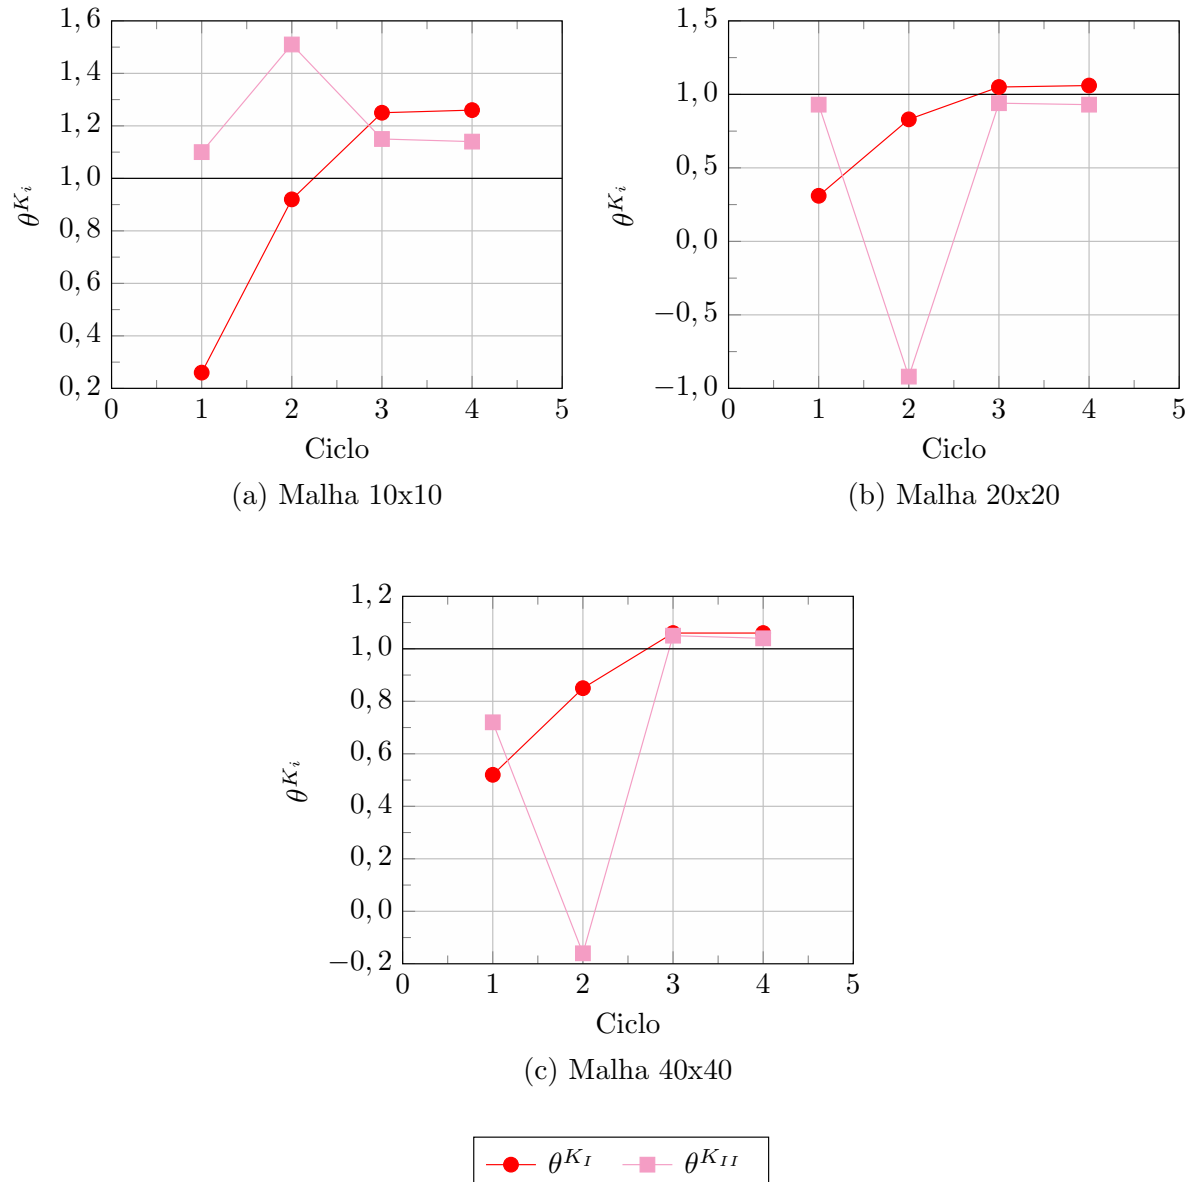 1, 6
1, 4
1, 2
1, 0
0, 8
0, 6
0, 4
0, 2
θ^{K_i}
0 1 2 3 4 5
Ciclo
(a) Malha 10x10
1, 5
1, 0
0, 5
0, 0
−0, 5
−1, 0
θ^{K_i}
0 1 2 3 4 5
Ciclo
(b) Malha 20x20
1, 2
1, 0
0, 8
0, 6
0, 4
0, 2
0, 0
−0, 2
θ^{K_i}
0 1 2 3 4 5
Ciclo
(c) Malha 40x40
θ^{K_I} θ^{K_{II}}